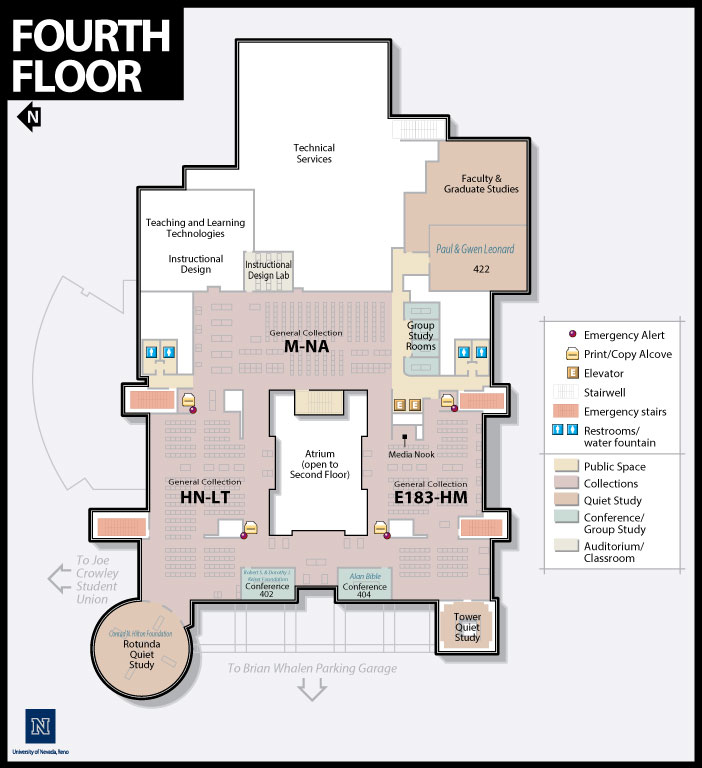 FOURTH
FLOOR
N
Technical
Services
Faculty &
Graduate Studies
Teaching and Learning
Technologies
Instructional
Design
Paul & Gwen Leonard
422
Instructional
Design Lab
General Collection
M-NA
Group
Study
Rooms
E E
Media Nook
Atrium
(open to
Second Floor)
General Collection
HN-LT
General Collection
E183-HM
Robert S. & Dorothy J.
Keyser Foundation
Conference
402
Alan Bible
Conference
404
Conrad N. Hilton Foundation
Rotunda
Quiet
Study
Tower
Quiet
Study
To Joe
Crowley
Student
Union
To Brian Whalen Parking Garage
Emergency Alert
Print/Copy Alcove
E Elevator
Stairwell
Emergency stairs
Restrooms/
water fountain
Public Space
Collections
Quiet Study
Conference/
Group Study
Auditorium/
Classroom
N
University of Nevada, Reno